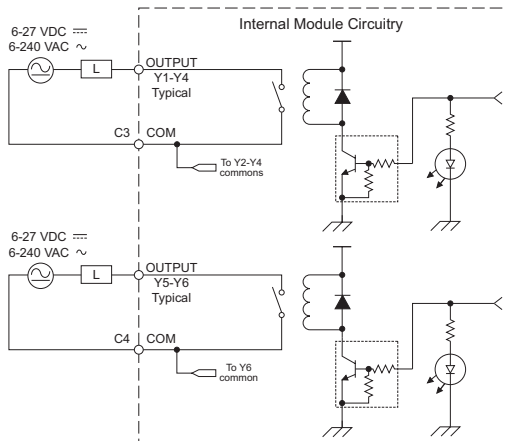 Internal Module Circuitry
6-27 VDC ⎓
6-240 VAC ∿
L
OUTPUT
Y1-Y4
Typical
C3
COM
To Y2-Y4
commons
6-27 VDC ⎓
6-240 VAC ∿
L
OUTPUT
Y5-Y6
Typical
C4
COM
To Y6
common